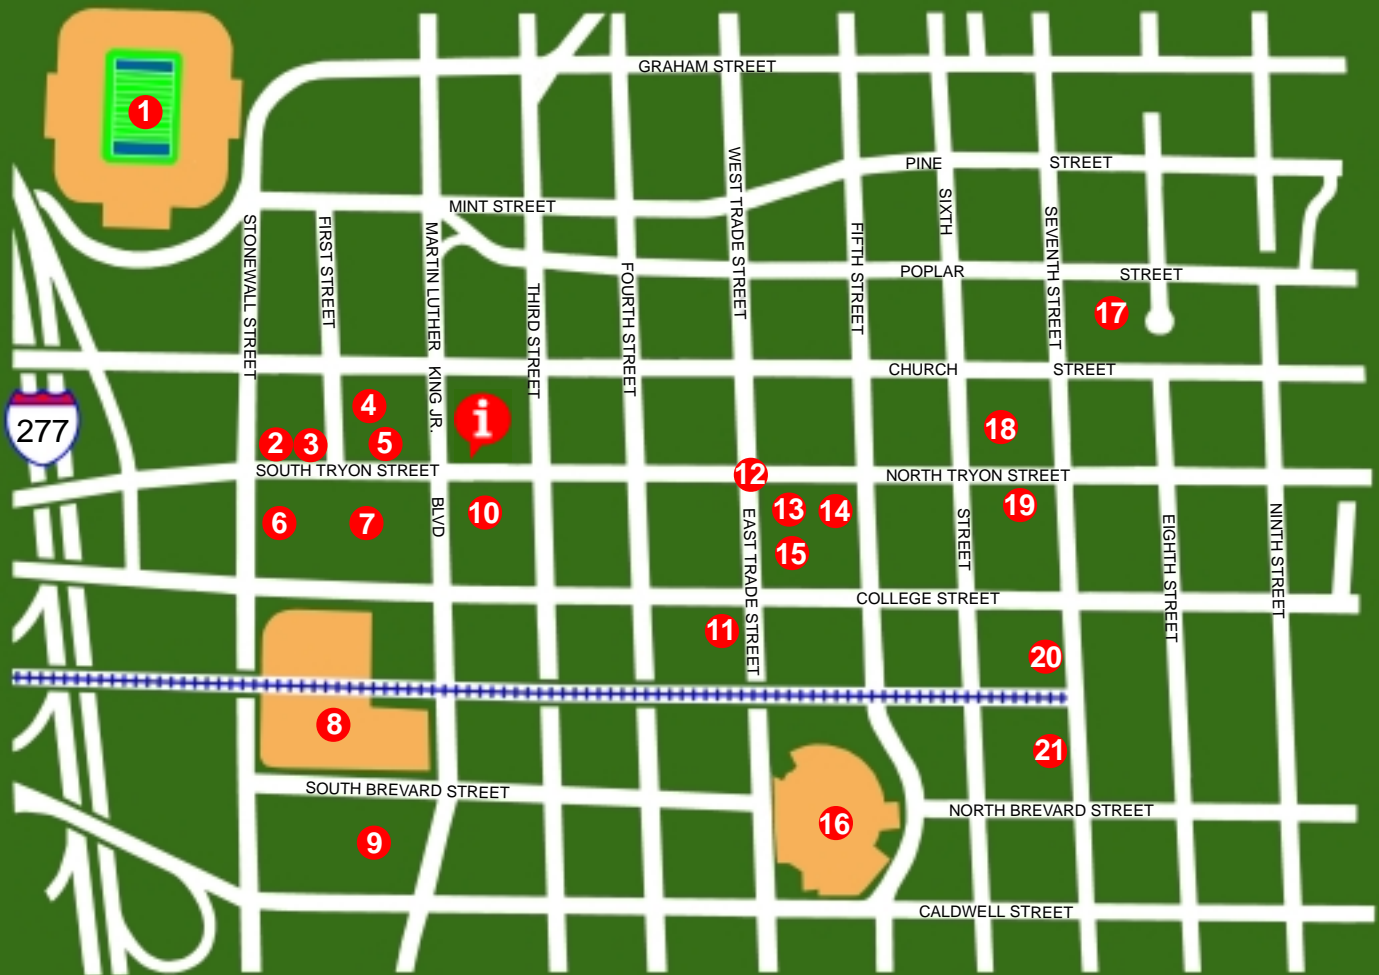 GRAHAM STREET
1
WEST TRADE STREET
PINE
STREET
MINT STREET
SIXTH
SEVENTH STREET
STONEWALL STREET
FIRST STREET
MARTIN LUTHER
KING JR.
BLVD
THIRD STREET
FOURTH STREET
FIFTH STREET
POPLAR
STREET
17
CHURCH
STREET
277
4
i
2
3
5
18
SOUTH TRYON STREET
12
NORTH TRYON STREET
6
7
10
13
14
19
15
EAST TRADE STREET
STREET
EIGHTH STREET
NINTH STREET
COLLEGE STREET
11
20
8
21
SOUTH BREVARD STREET
NORTH BREVARD STREET
16
9
CALDWELL STREET